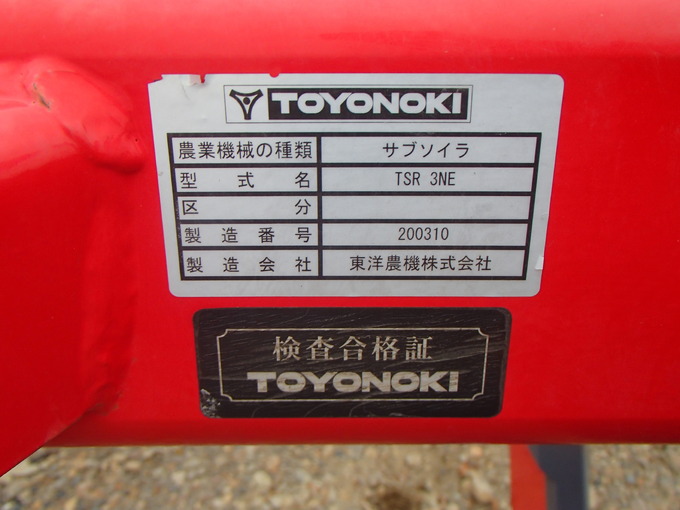 TOYONOKI
農業機械の種類 サブソイラ
型式名 TSR 3NE
区分
製造番号 200310
製造会社 東洋農機株式会社
検査合格証
TOYONOKI